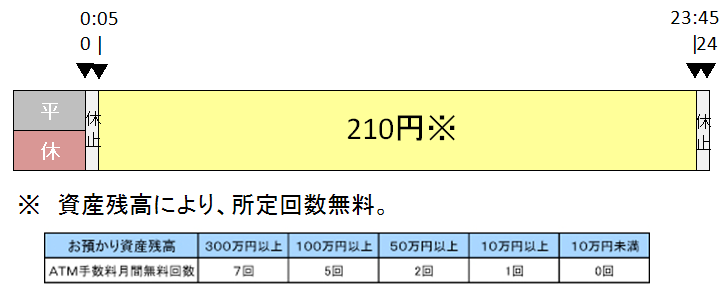 0:05 23:45
0 | |24
平 休止 210円※ 休止
休
※ 資産残高により、所定回数無料。
お預かり資産残高 300万円以上 100万円以上 50万円以上 10万円以上 10万円未満
ATM手数料月間無料回数 7回 5回 2回 1回 0回